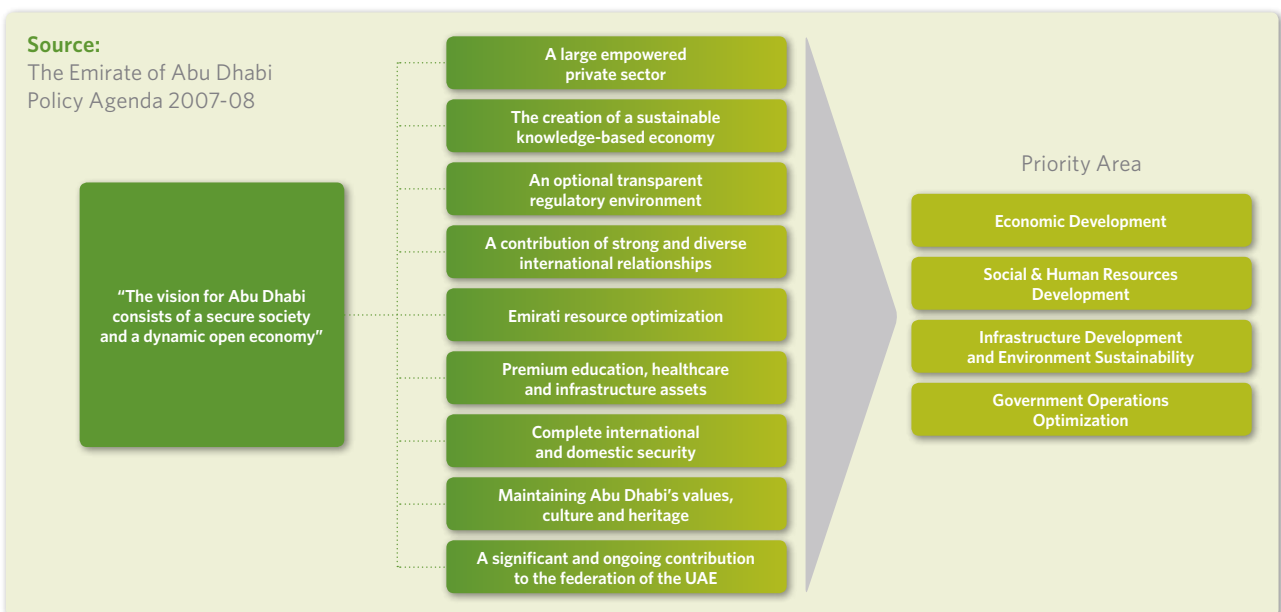 Source:
The Emirate of Abu Dhabi
Policy Agenda 2007-08
“The vision for Abu Dhabi
consists of a secure society
and a dynamic open economy”
A large empowered
private sector
The creation of a sustainable
knowledge-based economy
An optional transparent
regulatory environment
A contribution of strong and diverse
international relationships
Emirati resource optimization
Premium education, healthcare
and infrastructure assets
Complete international
and domestic security
Maintaining Abu Dhabi’s values,
culture and heritage
A significant and ongoing contribution
to the federation of the UAE
Priority Area
Economic Development
Social & Human Resources
Development
Infrastructure Development
and Environment Sustainability
Government Operations
Optimization